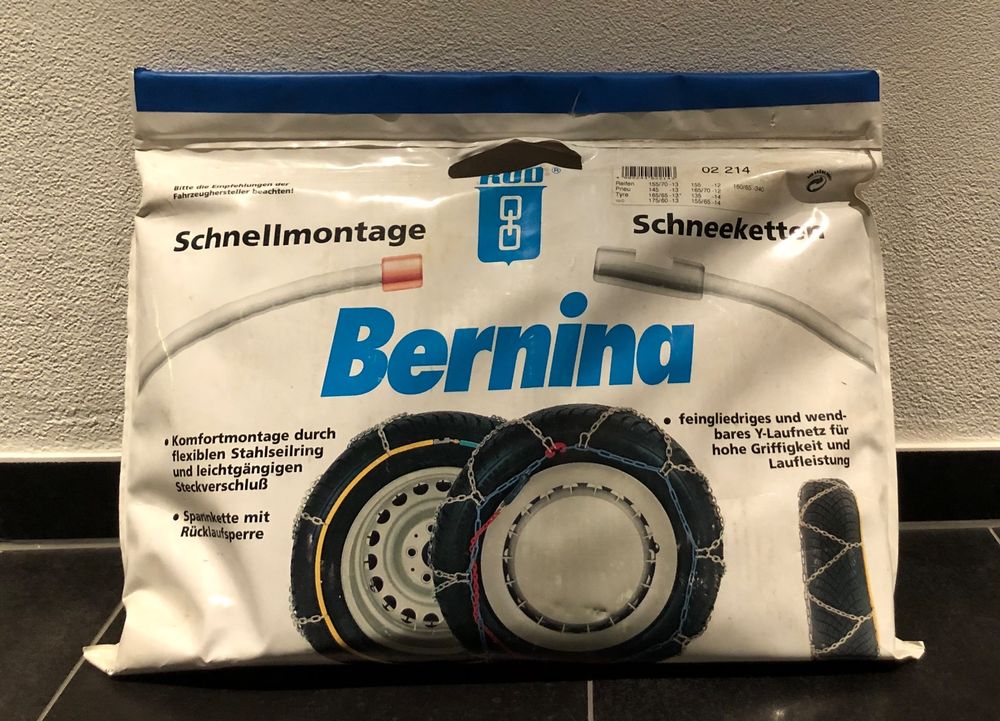 Bitte die Empfehlungen der
Fahrzeughersteller beachten!
RUD®
02 214
Reifen 155/70-13 155 -12 160/65-340
Pneu 145 -13 165/70-12
Tyre 165/65-13 135 -14
175/60-13 155/65-14
Schnellmontage
Schneeketten
Bernina
• Komfortmontage durch
flexiblen Stahlseilring
und leichtgängigen
Steckverschluß
• Spannkette mit
Rücklaufsperre
• feingliedriges und wend-
bares Y-Laufnetz für
hohe Griffigkeit und
Laufleistung